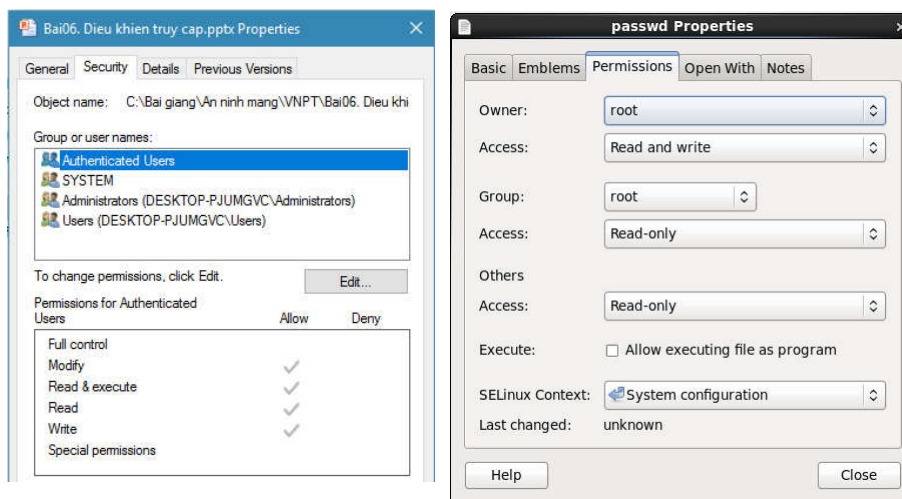 Bai06. Dieu khien truy cap.pptx Properties
General Security Details Previous Versions
Object name: C:\Bai giang\An ninh mang\VNPT\Bai06. Dieu khi
Group or user names:
Authenticated Users
SYSTEM
Administrators (DESKTOP-PJUMGVC\Administrators)
Users (DESKTOP-PJUMGVC\Users)
To change permissions, click Edit.
Edit...
Permissions for Authenticated
Users Allow Deny
Full control
Modify
Read & execute
Read
Write
Special permissions
passwd Properties
Basic Emblems Permissions Open With Notes
Owner: root
Access: Read and write
Group: root
Access: Read-only
Others
Access: Read-only
Execute: Allow executing file as program
SELinux Context: System configuration
Last changed: unknown
Help Close